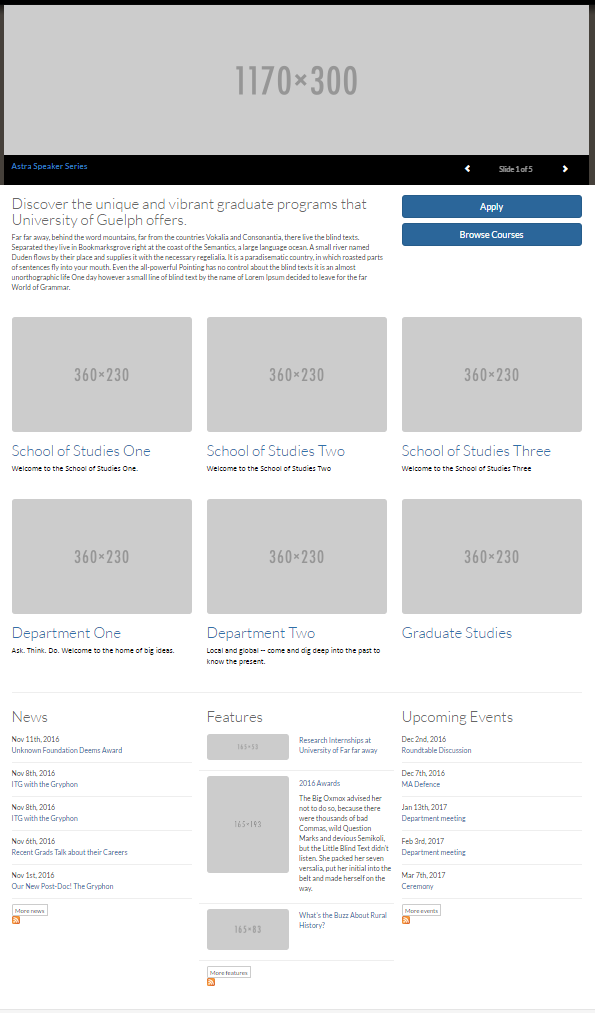 1170×300
Astra Speaker Series
Slide 1 of 5
Discover the unique and vibrant graduate programs that
University of Guelph offers.
Far far away, behind the word mountains, far from the countries Vokalia and Consonantia, there live the blind texts.
Separated they live in Bookmarksgrove right at the coast of the Semantics, a large language ocean. A small river named
Duden flows by their place and supplies it with the necessary regelialia. It is a paradisematic country, in which roasted parts
of sentences fly into your mouth. Even the all-powerful Pointing has no control about the blind texts it is an almost
unorthographic life One day however a small line of blind text by the name of Lorem Ipsum decided to leave for the far
World of Grammar.
Apply
Browse Courses
360×230
360×230
360×230
School of Studies One
Welcome to the School of Studies One.
School of Studies Two
Welcome to the School of Studies Two
School of Studies Three
Welcome to the School of Studies Three
360×230
360×230
360×230
Department One
Ask. Think. Do. Welcome to the home of big ideas.
Department Two
Local and global -- come and dig deep into the past to
know the present.
Graduate Studies
News
Nov 11th, 2016
Unknown Foundation Deems Award
Nov 8th, 2016
ITG with the Gryphon
Nov 8th, 2016
ITG with the Gryphon
Nov 6th, 2016
Recent Grads Talk about their Careers
Nov 1st, 2016
Our New Post-Doc! The Gryphon
More news
Features
165×53
Research Internships at
University of Far far away
165×193
2016 Awards
The Big Oxmox advised her
not to do so, because there
were thousands of bad
Commas, wild Question
Marks and devious Semikoli,
but the Little Blind Text didn't
listen. She packed her seven
versalia, put her initial into the
belt and made herself on the
way.
165×83
What's the Buzz About Rural
History?
More features
Upcoming Events
Dec 2nd, 2016
Roundtable Discussion
Dec 7th, 2016
MA Defence
Jan 13th, 2017
Department meeting
Feb 3rd, 2017
Department meeting
Mar 7th, 2017
Ceremony
More events